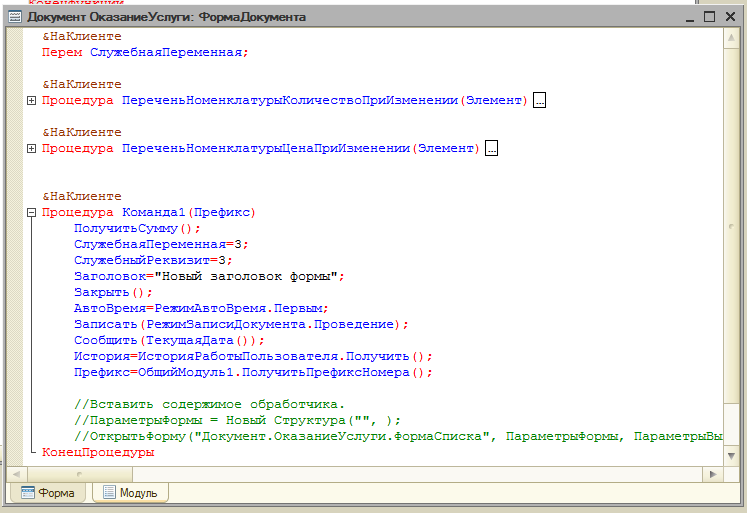 Документ ОказаниеУслуги: ФормаДокумента
&НаКлиенте
Перем СлужебнаяПеременная;
&НаКлиенте
Процедура ПереченьНоменклатурыКоличествоПриИзменении(Элемент) ...
&НаКлиенте
Процедура ПереченьНоменклатурыЦенаПриИзменении(Элемент) ...
&НаКлиенте
Процедура Команда1(Префикс)
ПолучитьСумму();
СлужебнаяПеременная=3;
СлужебныйРеквизит=3;
Заголовок="Новый заголовок формы";
Закрыть();
АвтоВремя=РежимАвтоВремя.Первым;
Записать(РежимЗаписиДокумента.Проведение);
Сообщить(ТекущаяДата());
История=ИсторияРаботыПользователя.Получить();
Префикс=ОбщийМодуль1.ПолучитьПрефиксНомера();
//Вставить содержимое обработчика.
//ПараметрыФормы = Новый Структура("", );
//ОткрытьФорму("Документ.ОказаниеУслуги.ФормаСписка", ПараметрыФормы, ПараметрыВы
КонецПроцедуры
Форма Модуль